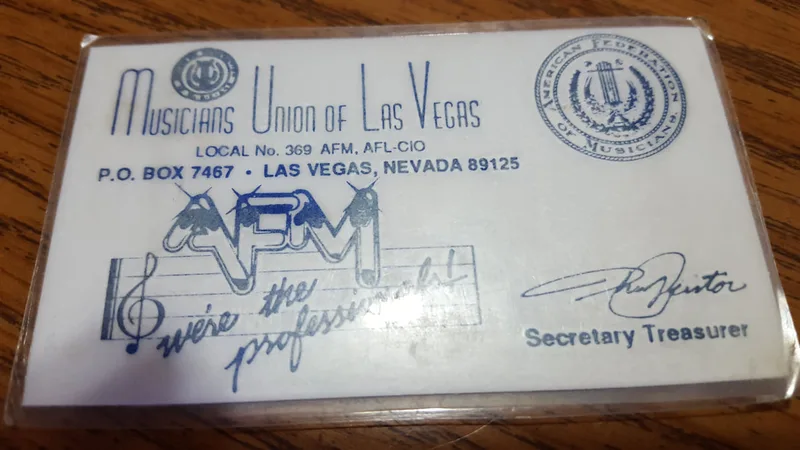 MUSICIANS UNION OF LAS VEGAS
AMERICAN FEDERATION OF MUSICIANS
LOCAL No. 369 AFM, AFL-CIO
P.O. BOX 7467 • LAS VEGAS, NEVADA 89125
AFM
we're the
professionals!
Secretary Treasurer